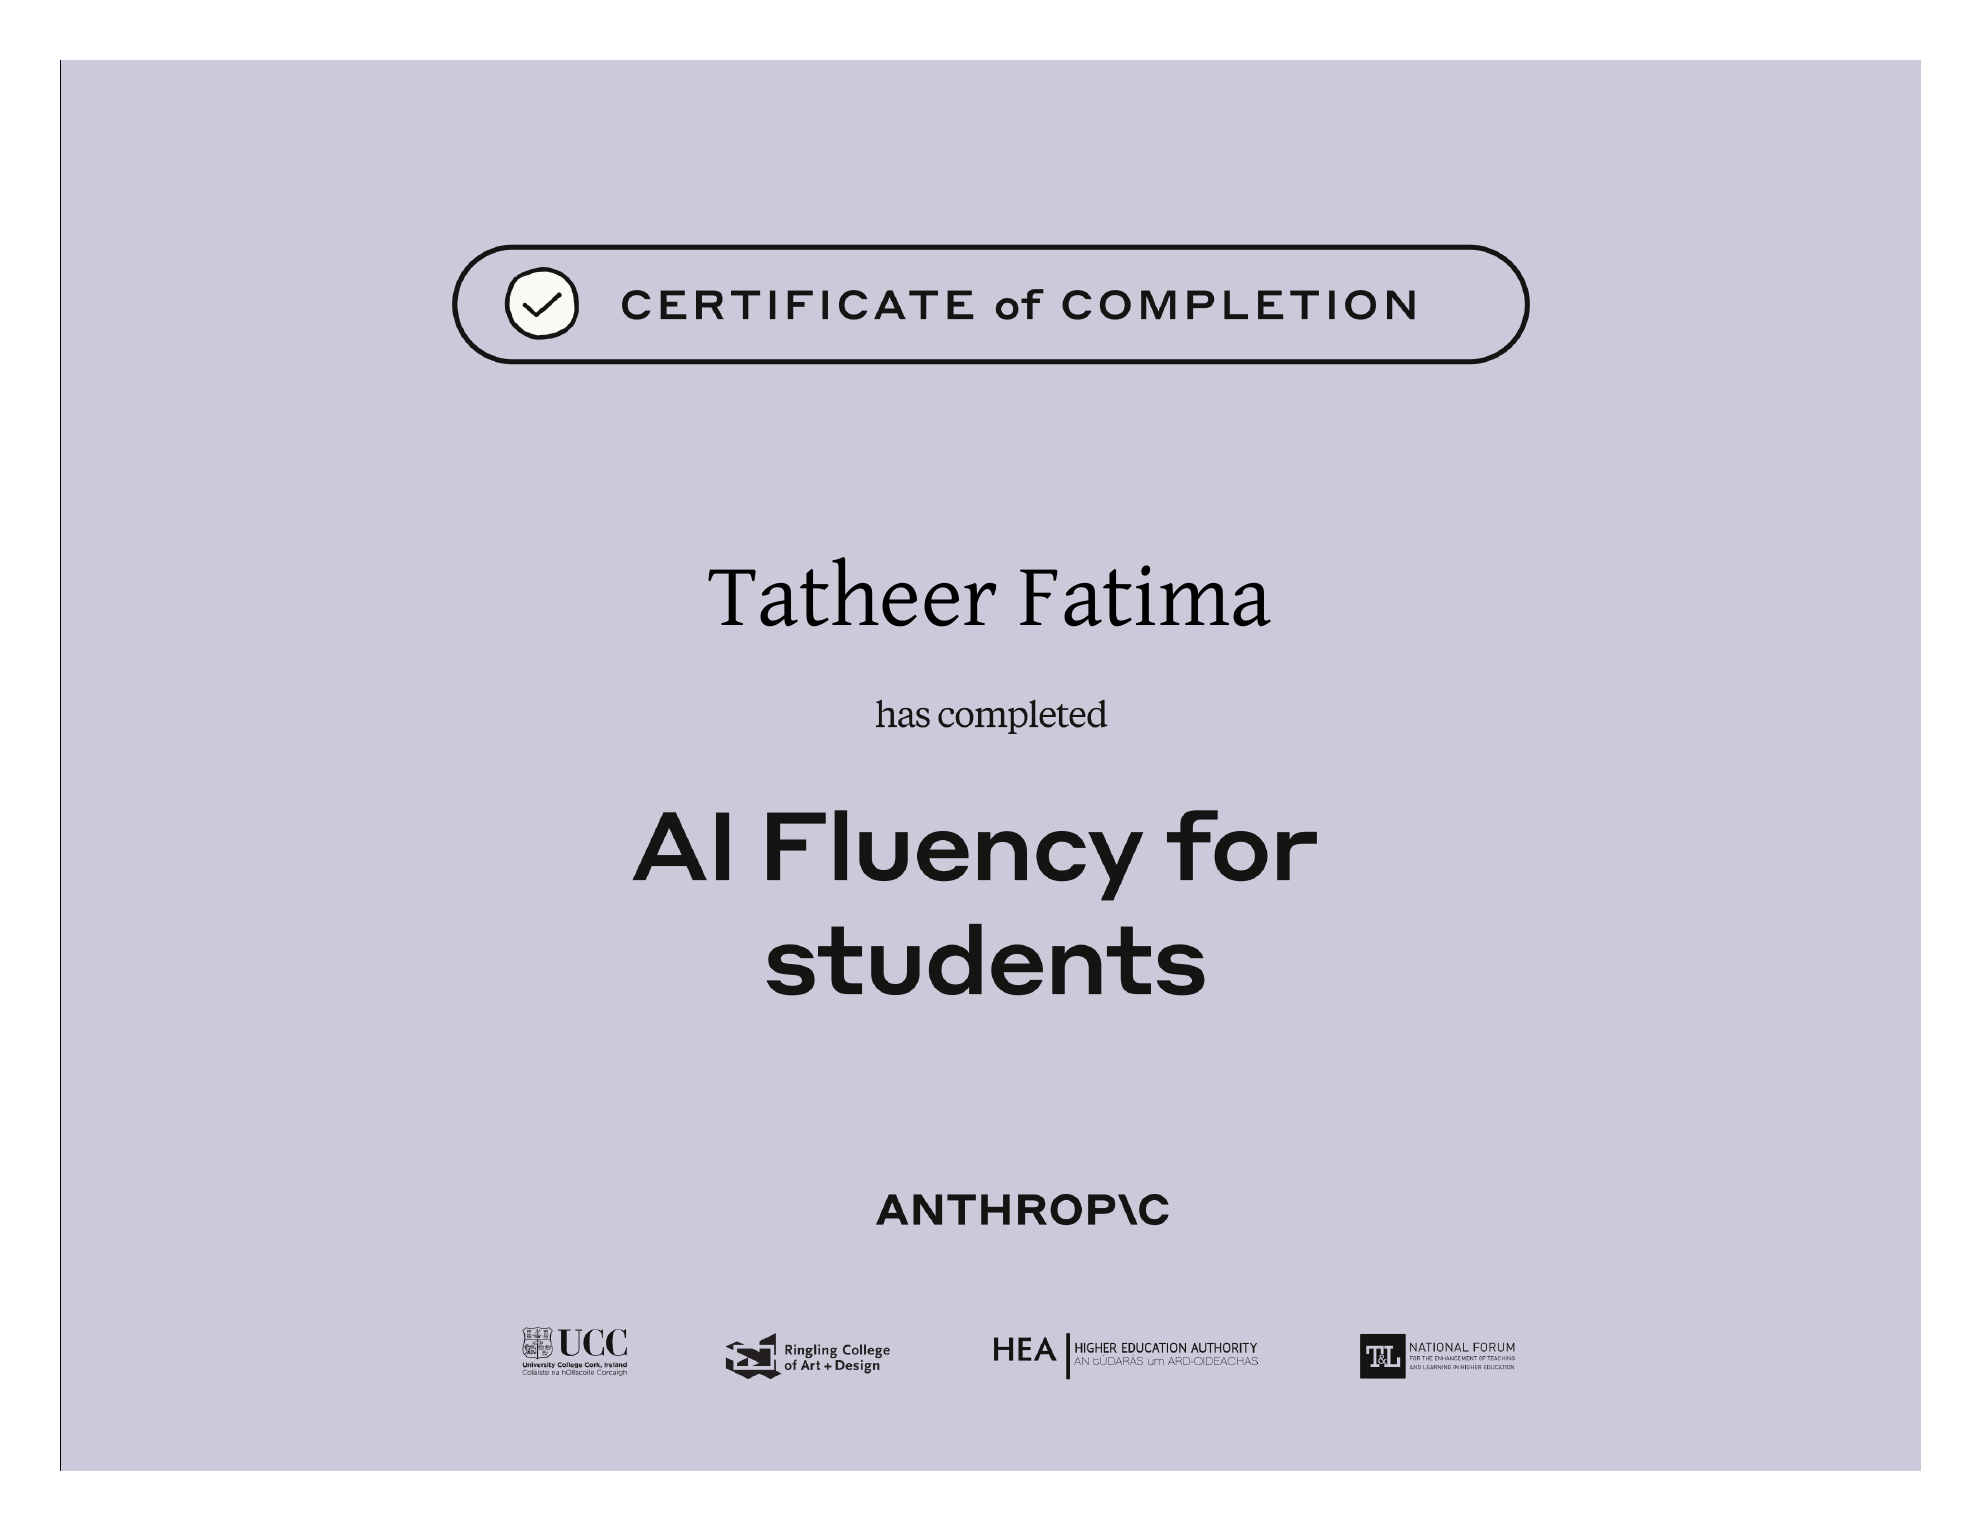 CERTIFICATE of COMPLETION
Tatheer Fatima
has completed
AI Fluency for
students
ANTHROP\C
UCC
University College Cork, Ireland
Coláiste na hOllscoile Corcaigh
Ringling College
of Art + Design
HEA
HIGHER EDUCATION AUTHORITY
AN tÚDARÁS um ARD-OIDEACHAS
T&L
NATIONAL FORUM
FOR THE ENHANCEMENT OF TEACHING
AND LEARNING IN HIGHER EDUCATION